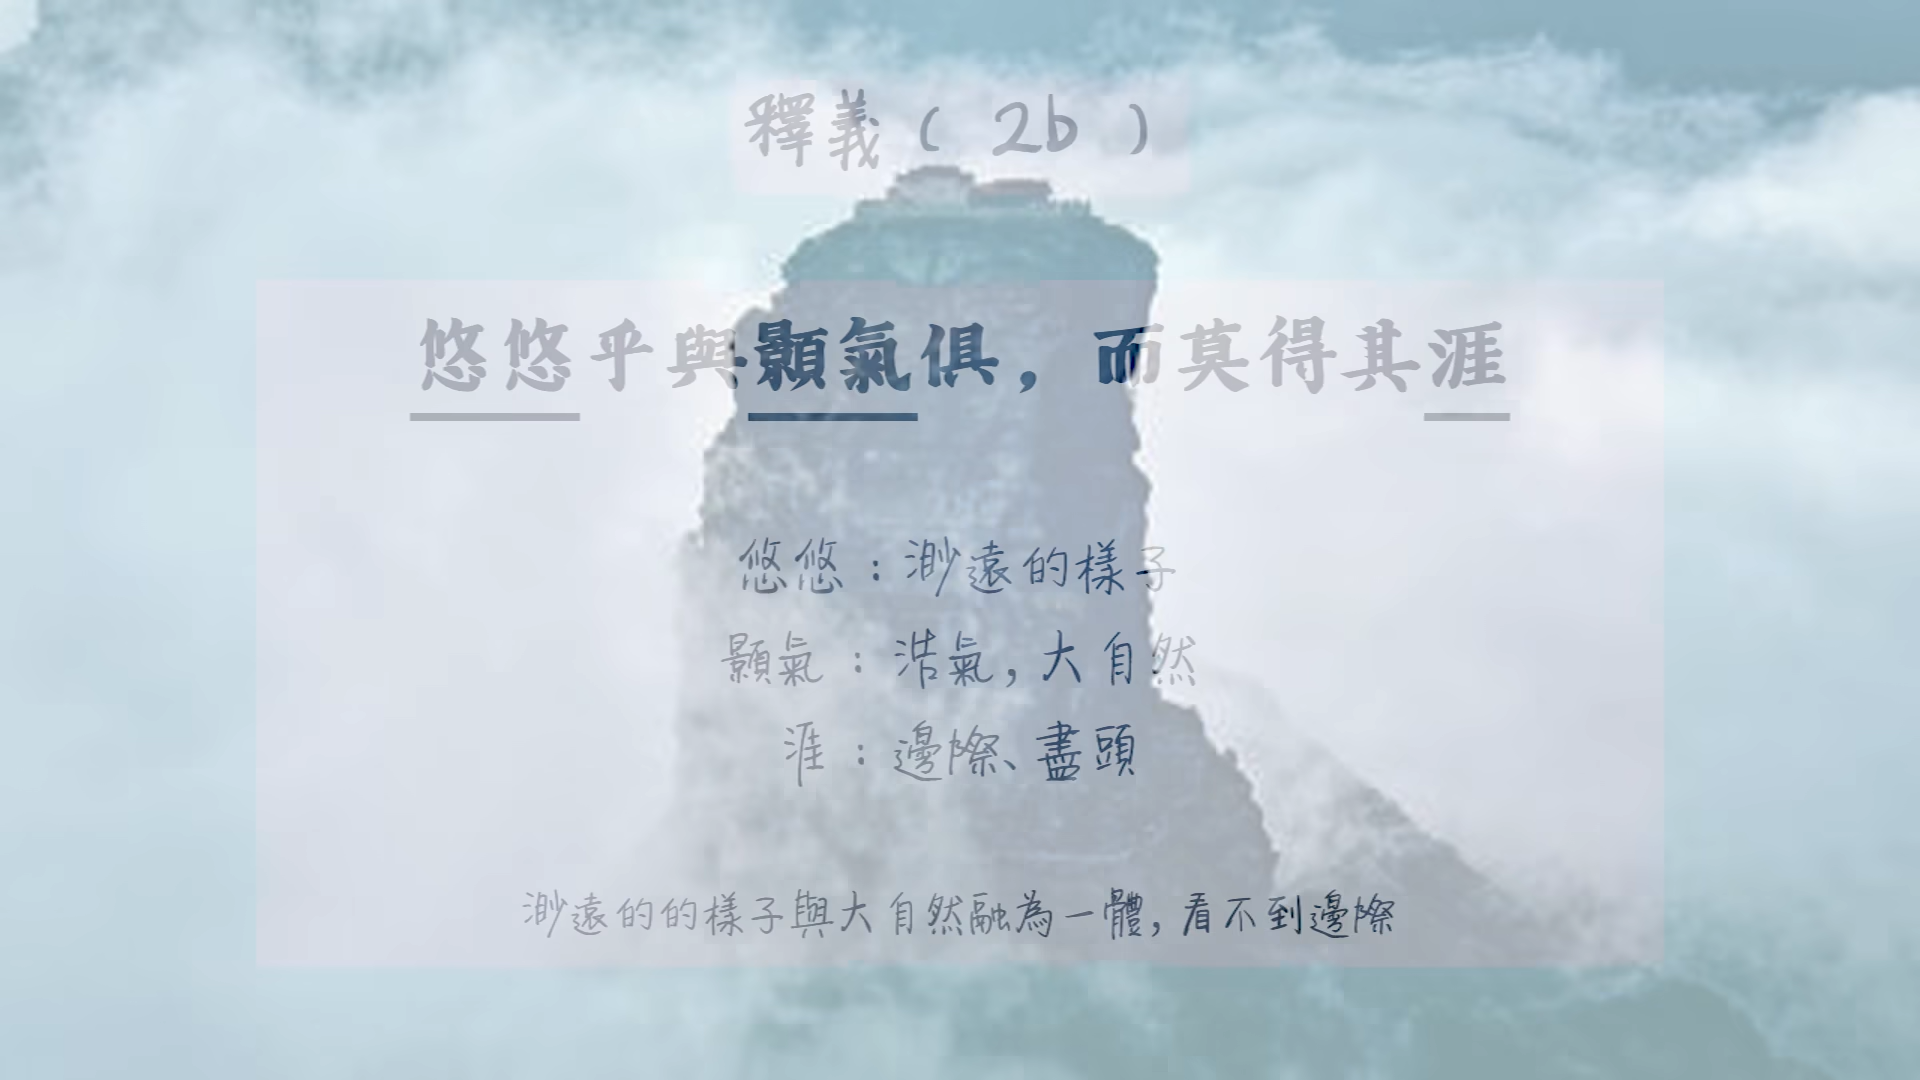 釋義（2b）
悠悠乎與顥氣俱，而莫得其涯
悠悠：渺遠的樣子
顥氣：浩氣，大自然
涯：邊際、盡頭
渺遠的的樣子與大自然融為一體，看不到邊際